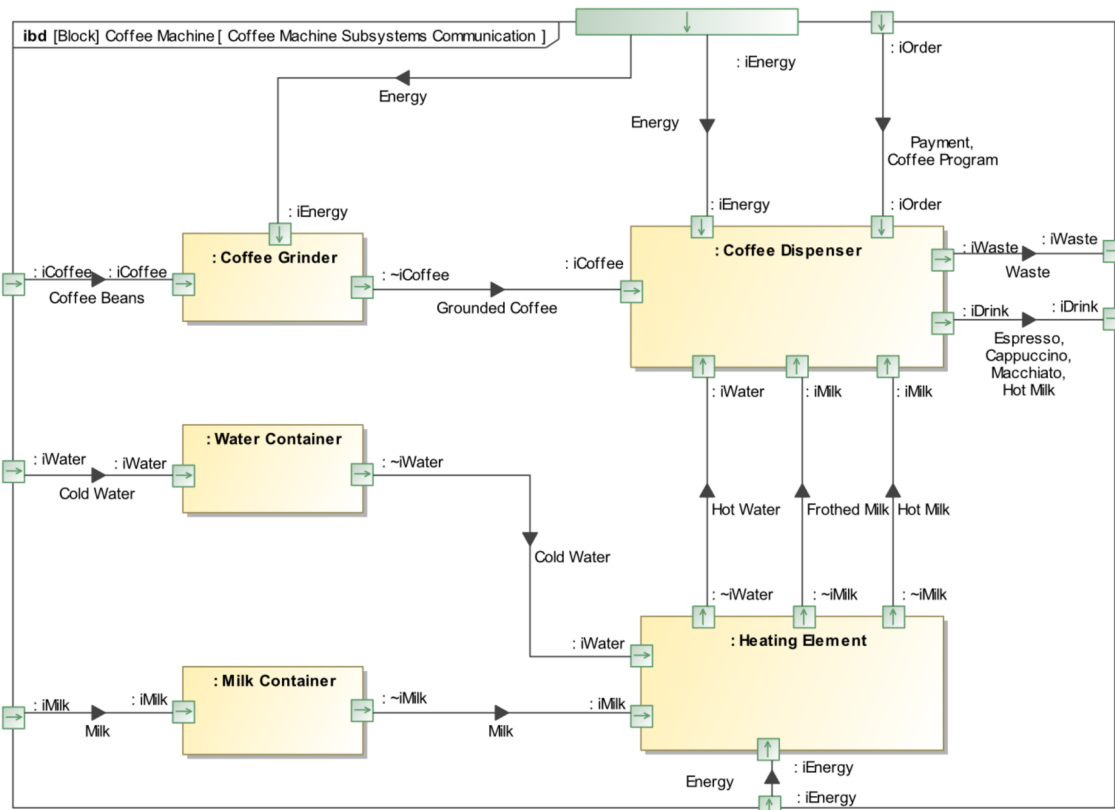 ibd [Block] Coffee Machine [ Coffee Machine Subsystems Communication ]
: iEnergy
: iOrder
Energy
Energy
Payment,
Coffee Program
: iEnergy
: iEnergy
: iOrder
: Coffee Grinder
: Coffee Dispenser
: iCoffee
: iCoffee
Coffee Beans
: ~iCoffee
Grounded Coffee
: iCoffee
: iWaste
: iWaste
Waste
: iDrink
: iDrink
Espresso,
Cappuccino,
Macchiato,
Hot Milk
: iWater
: iMilk
: iMilk
: Water Container
: iWater
: iWater
Cold Water
: ~iWater
Cold Water
Hot Water
Frothed Milk
Hot Milk
: ~iWater
: ~iMilk
: ~iMilk
: Heating Element
: iWater
: Milk Container
: iMilk
: iMilk
Milk
: ~iMilk
Milk
: iMilk
Energy
: iEnergy
: iEnergy